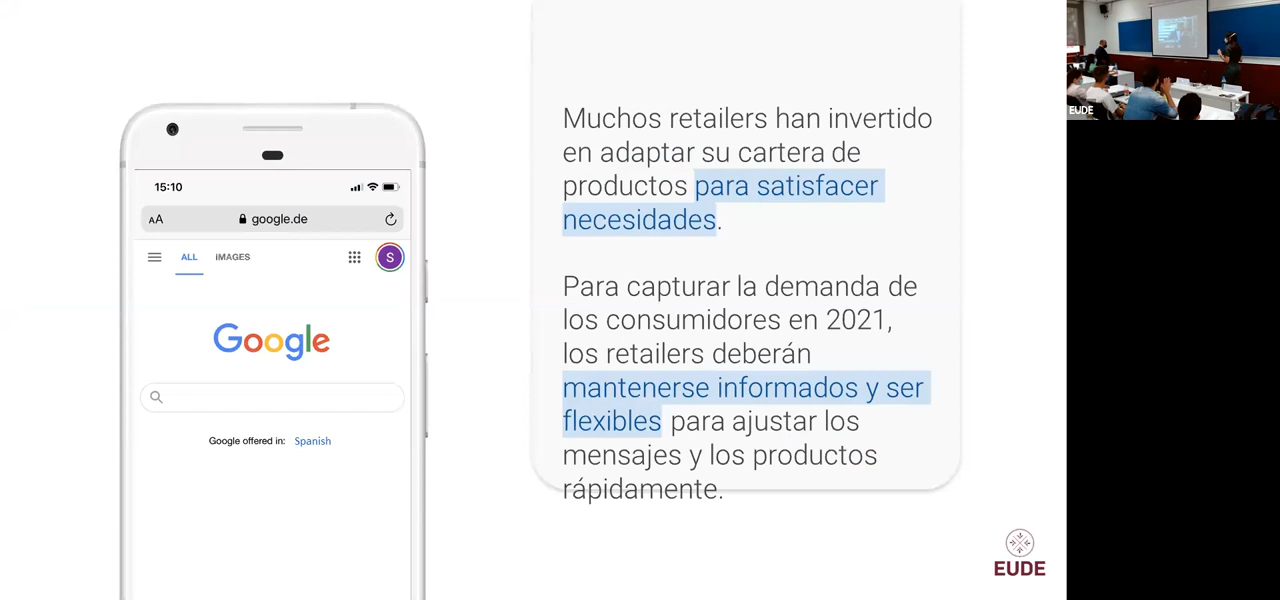 15:10
AA google.de
ALL IMAGES
S
Google
Google offered in: Spanish
Muchos retailers han invertido
en adaptar su cartera de
productos para satisfacer
necesidades.
Para capturar la demanda de
los consumidores en 2021,
los retailers deberán
mantenerse informados y ser
flexibles para ajustar los
mensajes y los productos
rápidamente.
EUDE
EUDE